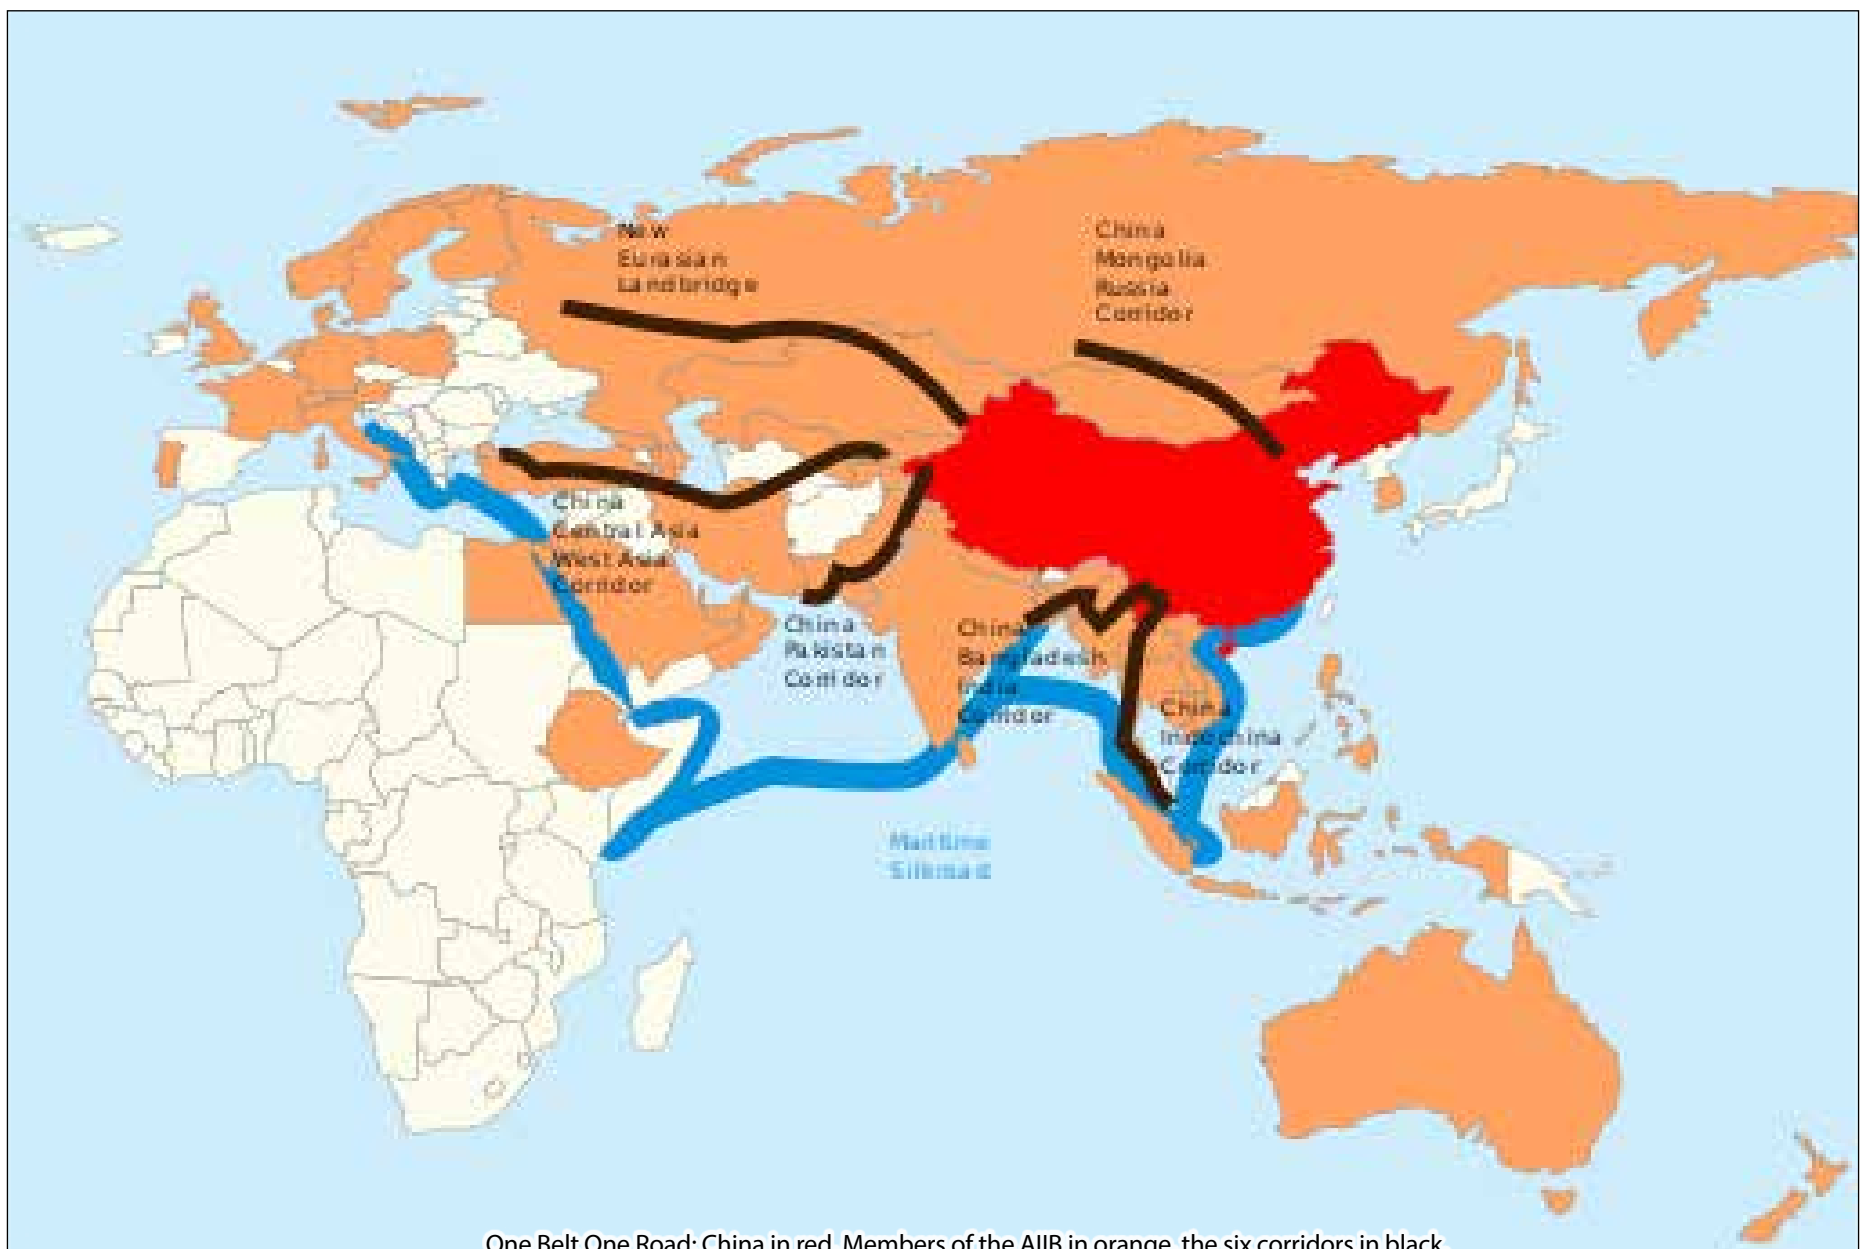 New
Eurasian
Landbridge
China
Mongolia
Russia
Corridor
China
Central Asia
West Asia
Corridor
China
Pakistan
Corridor
China
Bangladesh
India
Corridor
China
Indochina
Corridor
Maritime
Silkroad
One Belt One Road: China in red, Members of the AIIB in orange, the six corridors in black